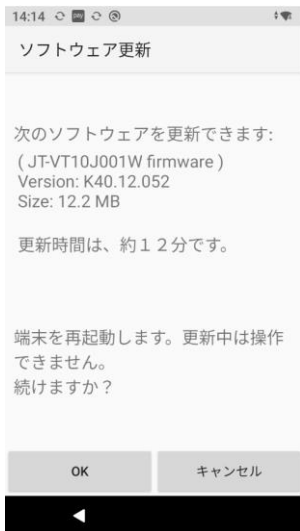 14:14
ソフトウェア更新
次のソフトウェアを更新できます:
( JT-VT10J001W firmware )
Version: K40.12.052
Size: 12.2 MB
更新時間は、約１２分です。
端末を再起動します。更新中は操作
できません。
続けますか？
OK
キャンセル